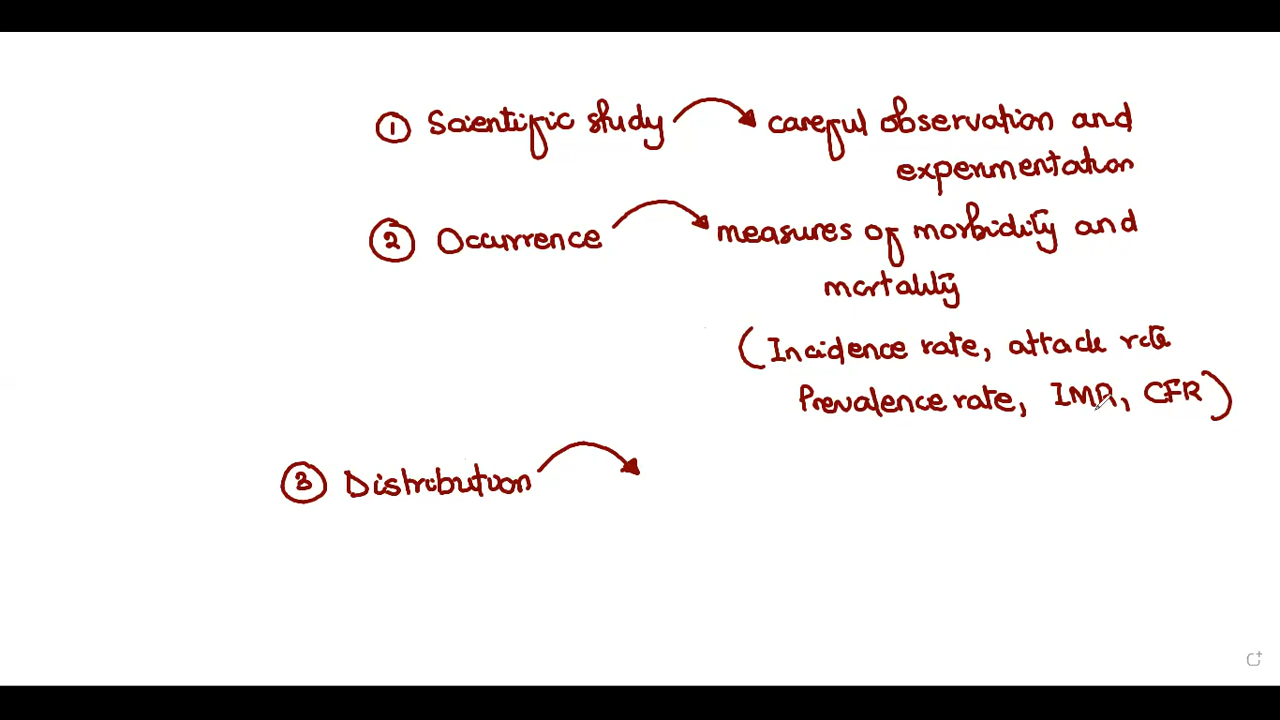 ① Scientific study careful observation and
experimentation
② Occurrence measures of morbidity and
mortality
(Incidence rate, attack rate
Prevalence rate, IMR, CFR)
③ Distribution